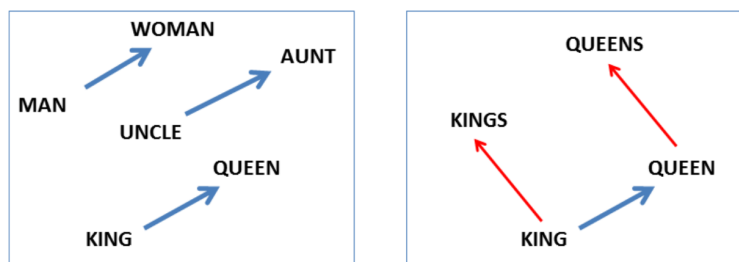 WOMAN
AUNT
MAN
UNCLE
QUEEN
KING
QUEENS
KINGS
QUEEN
KING